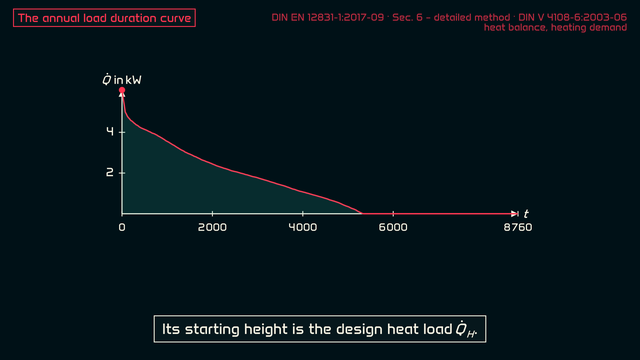 The annual load duration curve
DIN EN 12831-1:2017-09 · Sec. 6 – detailed method · DIN V 4108-6:2003-06
heat balance, heating demand
Q̇ in kW
4
2
0 2000 4000 6000 8760
t
Its starting height is the design heat load Q̇_H.